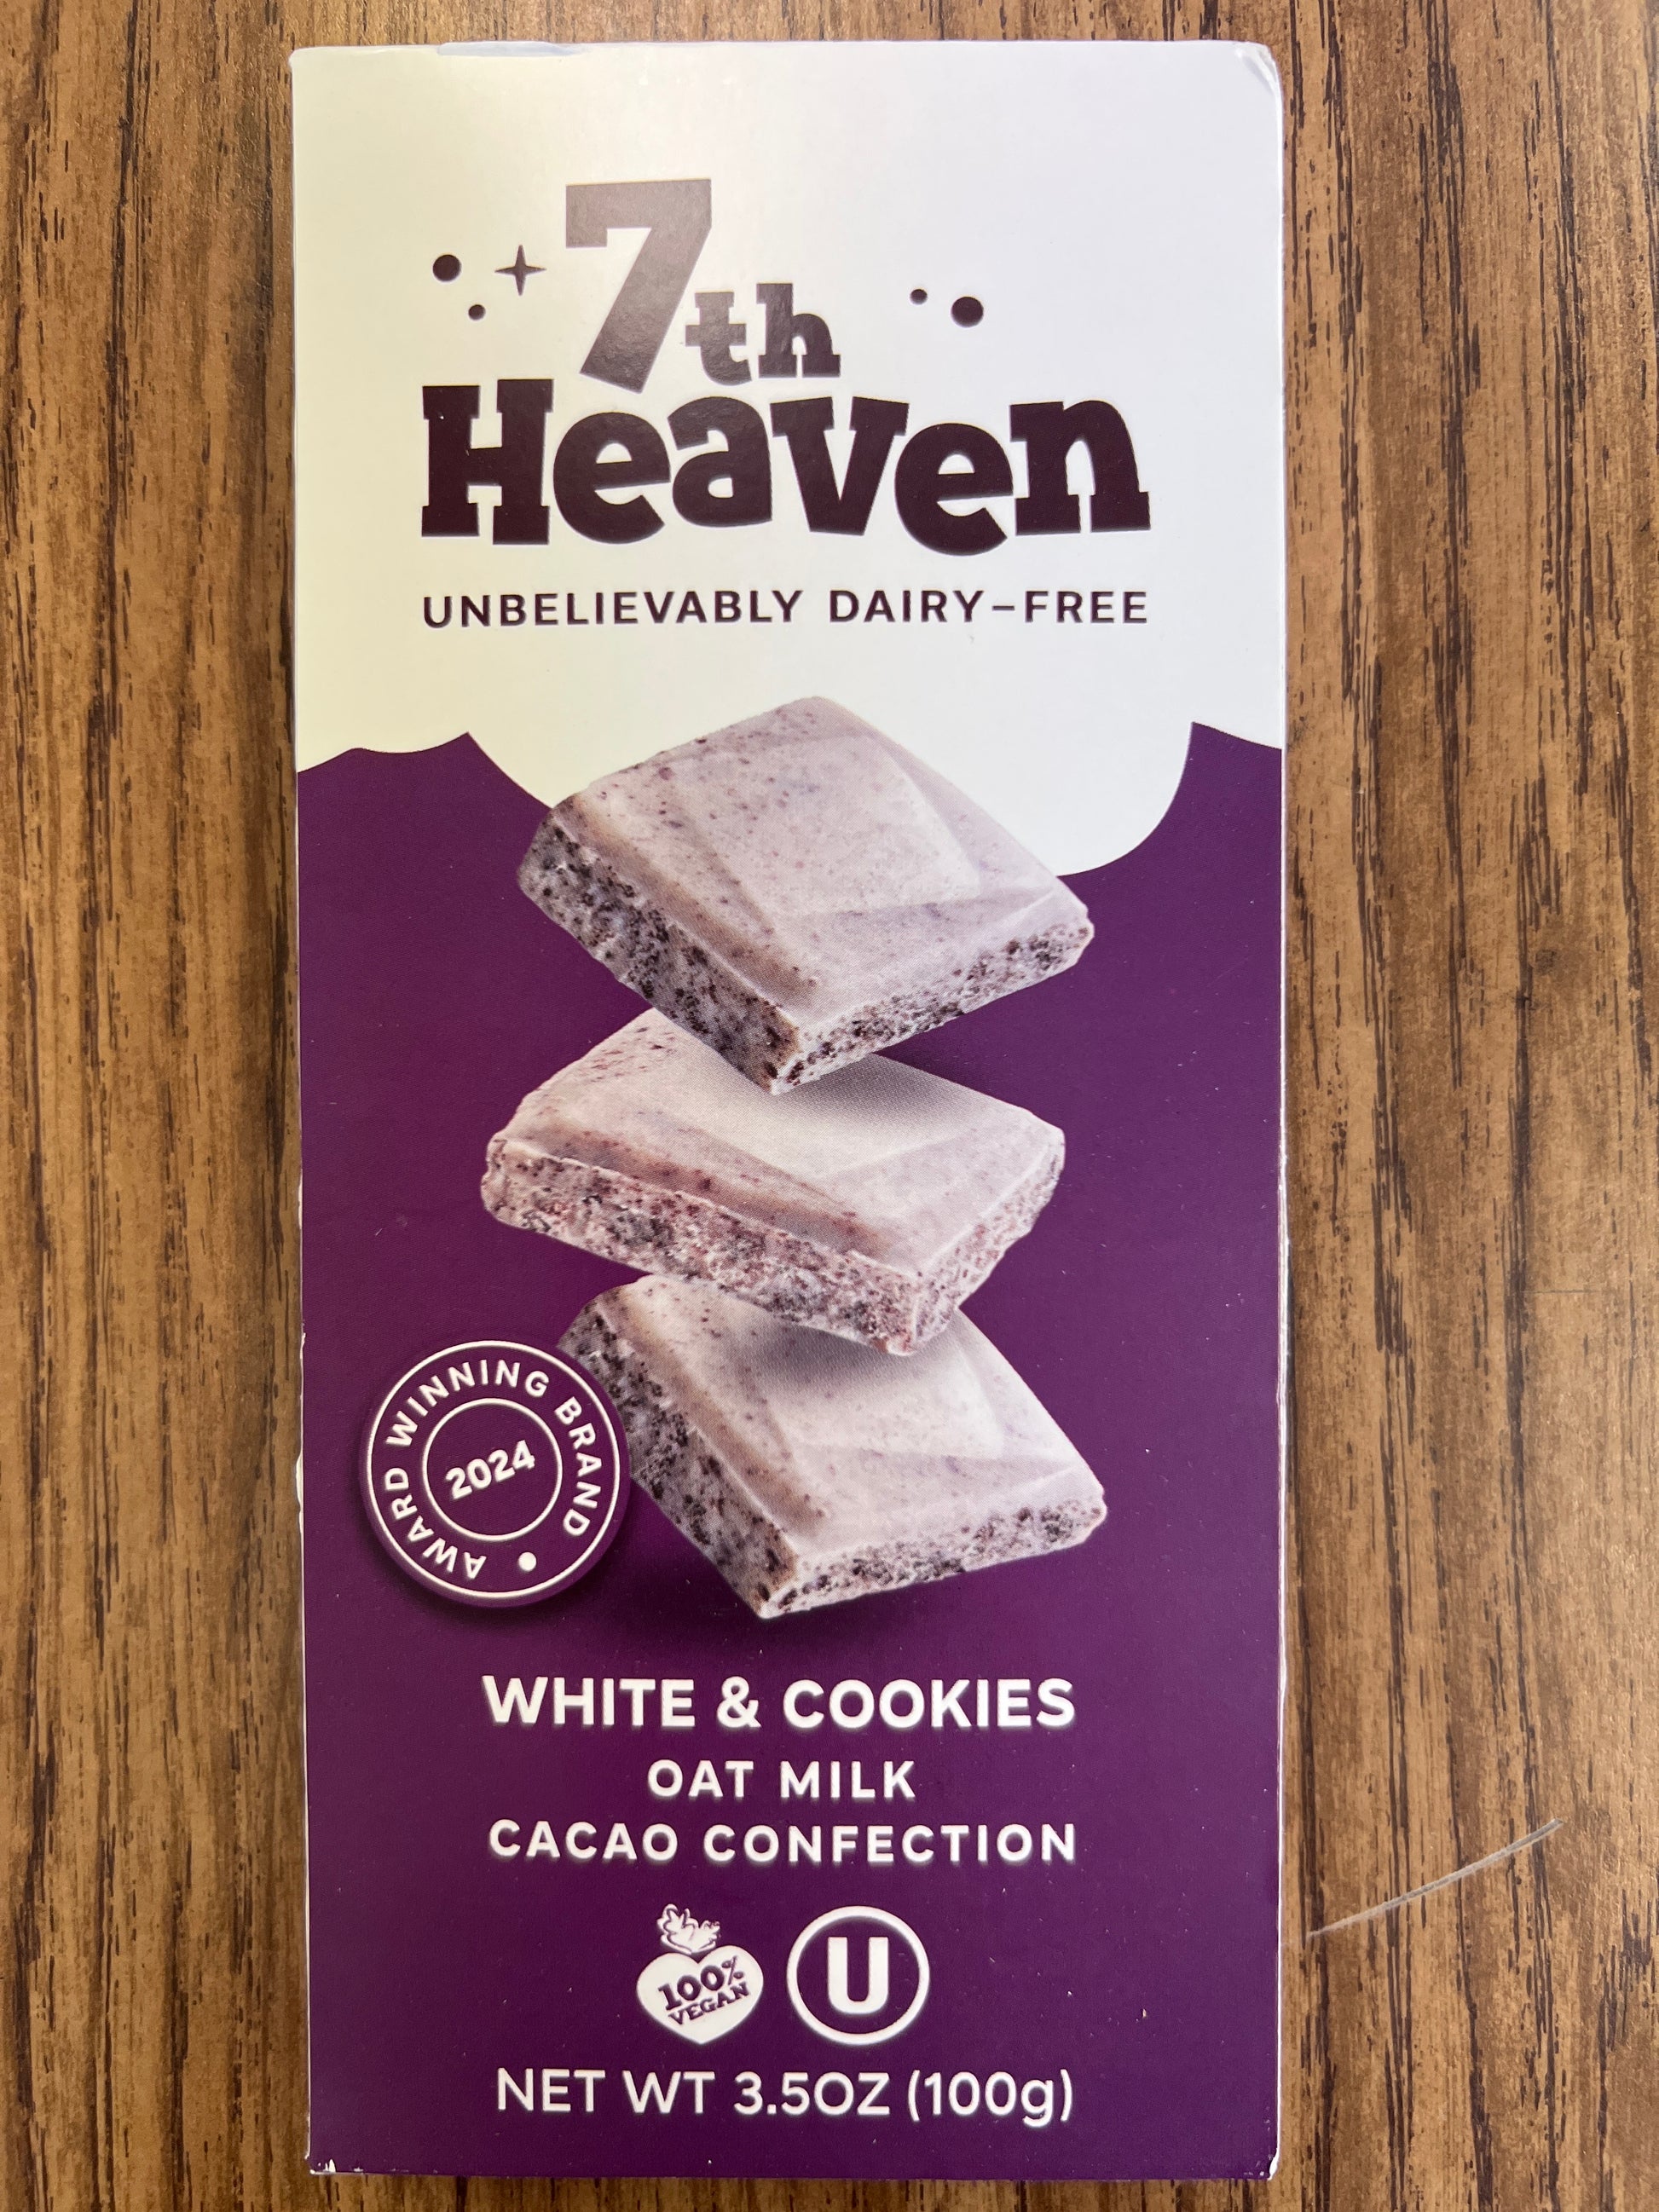 7th
Heaven
UNBELIEVABLY DAIRY-FREE
AWARD WINNING BRAND
2024
WHITE & COOKIES
OAT MILK
CACAO CONFECTION
100%
VEGAN
U
NET WT 3.5OZ (100g)